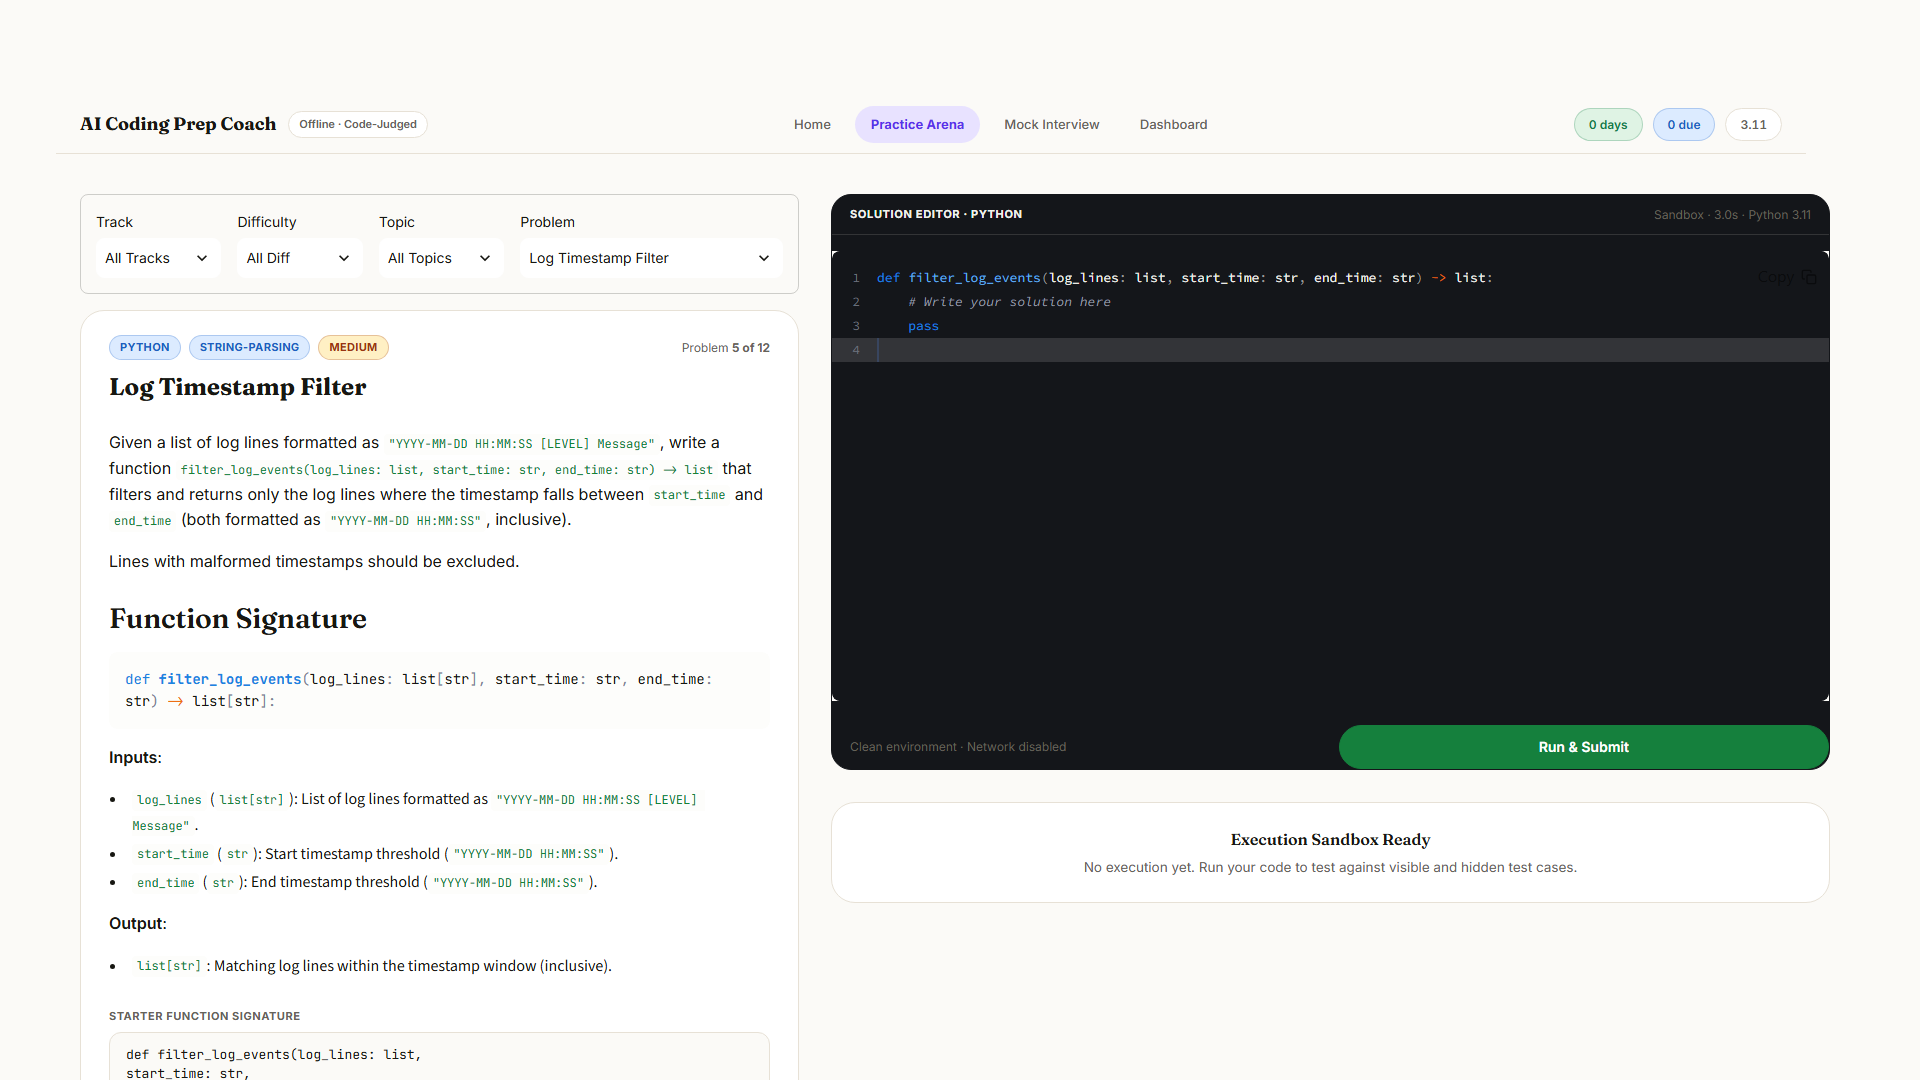 AI Coding Prep Coach
Offline · Code-Judged
Home
Practice Arena
Mock Interview
Dashboard
0 days
0 due
3.11
Track
Difficulty
Topic
Problem
All Tracks
All Diff
All Topics
Log Timestamp Filter
PYTHON
STRING-PARSING
MEDIUM
Problem 5 of 12
Log Timestamp Filter
Given a list of log lines formatted as "YYYY-MM-DD HH:MM:SS [LEVEL] Message" , write a
function filter_log_events(log_lines: list, start_time: str, end_time: str) -> list that
filters and returns only the log lines where the timestamp falls between start_time and
end_time (both formatted as "YYYY-MM-DD HH:MM:SS" , inclusive).
Lines with malformed timestamps should be excluded.
Function Signature
def filter_log_events(log_lines: list[str], start_time: str, end_time:
str) -> list[str]:
Inputs:
• log_lines ( list[str] ): List of log lines formatted as "YYYY-MM-DD HH:MM:SS [LEVEL]
Message" .
• start_time ( str ): Start timestamp threshold ( "YYYY-MM-DD HH:MM:SS" ).
• end_time ( str ): End timestamp threshold ( "YYYY-MM-DD HH:MM:SS" ).
Output:
• list[str] : Matching log lines within the timestamp window (inclusive).
STARTER FUNCTION SIGNATURE
def filter_log_events(log_lines: list,
start_time: str,
SOLUTION EDITOR · PYTHON
Sandbox · 3.0s · Python 3.11
Copy
1 def filter_log_events(log_lines: list, start_time: str, end_time: str) -> list:
2 # Write your solution here
3 pass
4
Clean environment · Network disabled
Run & Submit
Execution Sandbox Ready
No execution yet. Run your code to test against visible and hidden test cases.